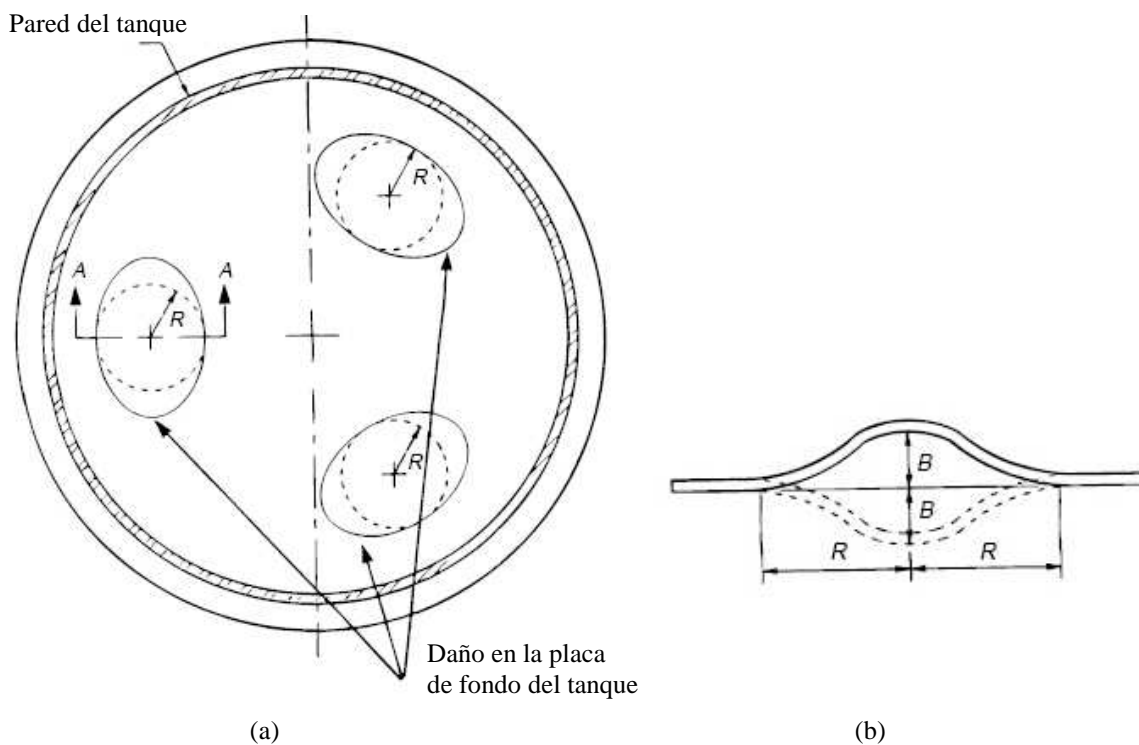 Pared del tanque
R
A A
R
R
B
B
R R
Daño en la placa
de fondo del tanque
(a) (b)